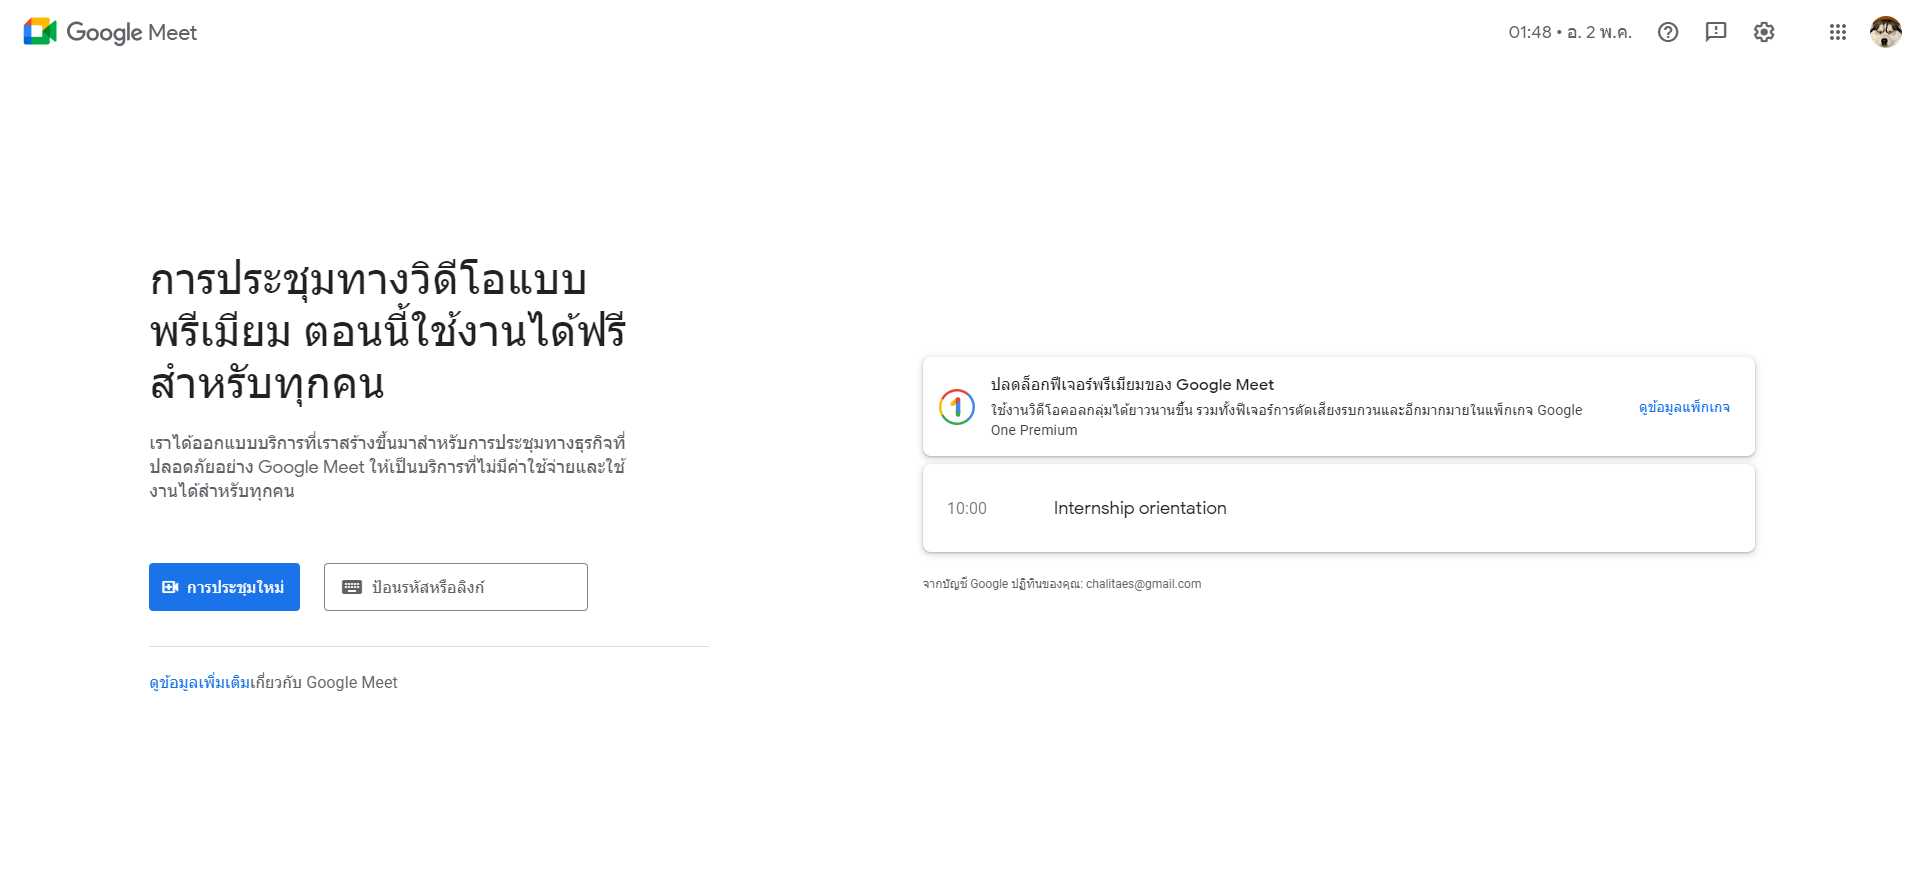 Google Meet
01:48 • อ. 2 พ.ค.
การประชุมทางวิดีโอแบบ
พรีเมียม ตอนนี้ใช้งานได้ฟรี
สำหรับทุกคน
เราได้ออกแบบบริการที่เราสร้างขึ้นมาสำหรับการประชุมทางธุรกิจที่
ปลอดภัยอย่าง Google Meet ให้เป็นบริการที่ไม่มีค่าใช้จ่ายและใช้
งานได้สำหรับทุกคน
การประชุมใหม่
ป้อนรหัสหรือลิงก์
ดูข้อมูลเพิ่มเติมเกี่ยวกับ Google Meet
ปลดล็อกฟีเจอร์พรีเมียมของ Google Meet
ใช้งานวิดีโอคอลกลุ่มได้ยาวนานขึ้น รวมทั้งฟีเจอร์การตัดเสียงรบกวนและอีกมากมายในแพ็กเกจ Google
One Premium
ดูข้อมูลแพ็กเกจ
10:00
Internship orientation
จากบัญชี Google ปฏิทินของคุณ: chalitaes@gmail.com